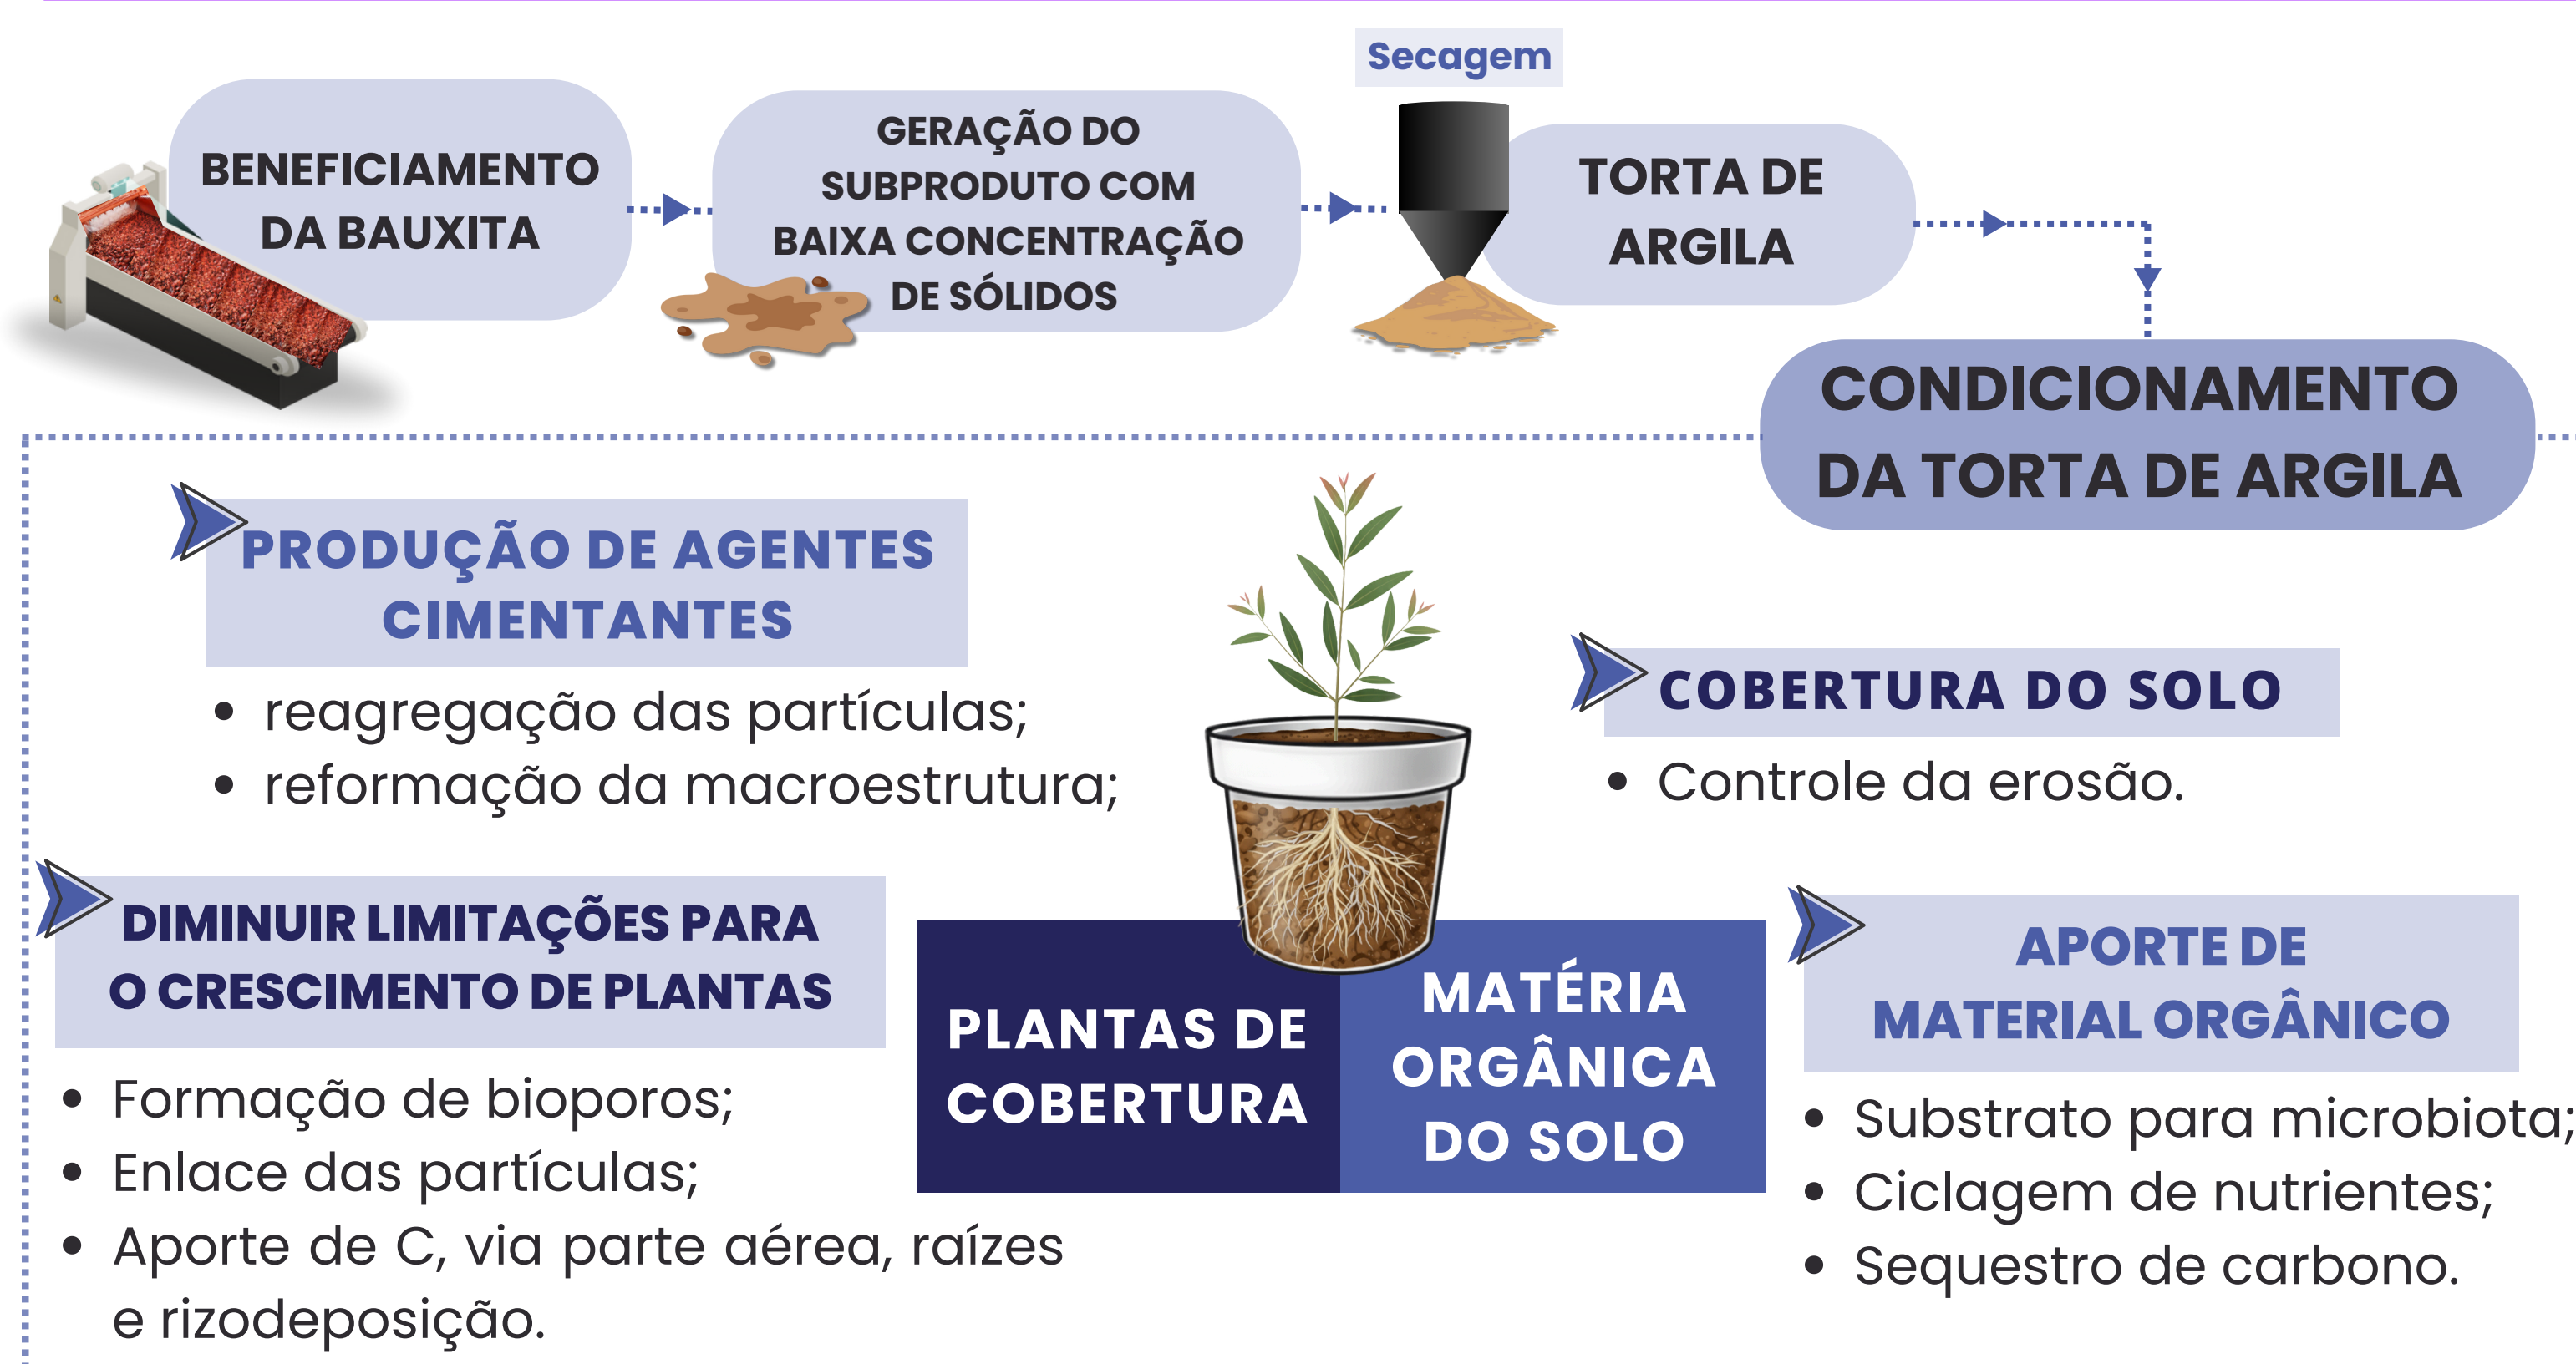 Secagem
BENEFICIAMENTO
DA BAUXITA
GERAÇÃO DO
SUBPRODUTO COM
BAIXA CONCENTRAÇÃO
DE SÓLIDOS
TORTA DE
ARGILA
CONDICIONAMENTO
DA TORTA DE ARGILA
PRODUÇÃO DE AGENTES
CIMENTANTES
• reagregação das partículas;
• reformação da macroestrutura;
COBERTURA DO SOLO
• Controle da erosão.
DIMINUIR LIMITAÇÕES PARA
O CRESCIMENTO DE PLANTAS
• Formação de bioporos;
• Enlace das partículas;
• Aporte de C, via parte aérea, raízes
e rizodeposição.
PLANTAS DE
COBERTURA
MATÉRIA
ORGÂNICA
DO SOLO
APORTE DE
MATERIAL ORGÂNICO
• Substrato para microbiota;
• Ciclagem de nutrientes;
• Sequestro de carbono.